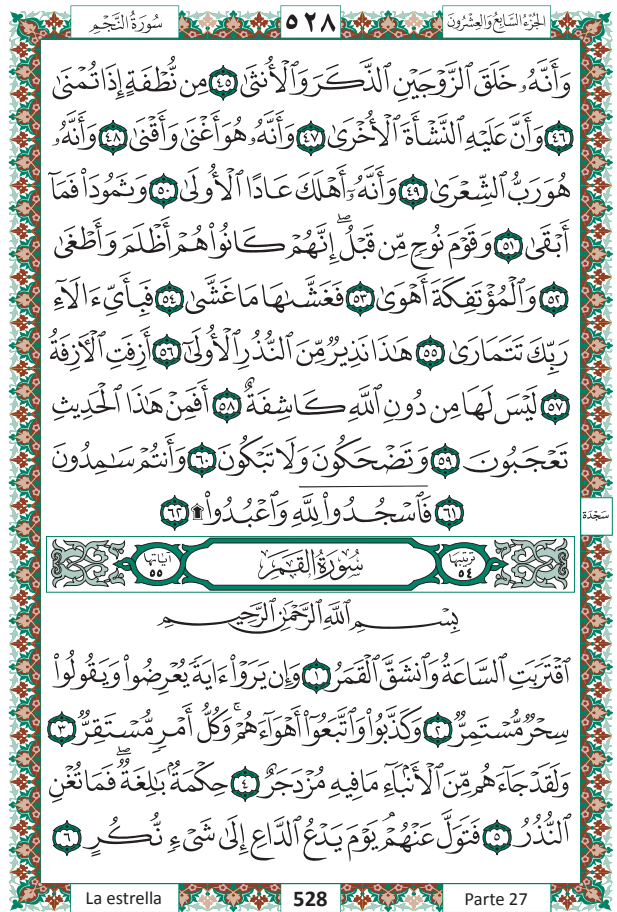 الجزء السابع والعشرون ٥٢٨ سورة النجم
وَأَنَّهُۥ خَلَقَ ٱلزَّوْجَيْنِ ٱلذَّكَرَ وَٱلْأُنثَىٰ ٤٥ مِن نُّطْفَةٍ إِذَا تُمْنَىٰ
٤٦ وَأَنَّ عَلَيْهِ ٱلنَّشْأَةَ ٱلْأُخْرَىٰ ٤٧ وَأَنَّهُۥ هُوَ أَغْنَىٰ وَأَقْنَىٰ ٤٨ وَأَنَّهُۥ
هُوَ رَبُّ ٱلشِّعْرَىٰ ٤٩ وَأَنَّهُۥٓ أَهْلَكَ عَادًا ٱلْأُولَىٰ ٥٠ وَثَمُودَا۟ فَمَآ
أَبْقَىٰ ٥١ وَقَوْمَ نُوحٍ مِّن قَبْلُ ۖ إِنَّهُمْ كَانُوا۟ هُمْ أَظْلَمَ وَأَطْغَىٰ
٥٢ وَٱلْمُؤْتَفِكَةَ أَهْوَىٰ ٥٣ فَغَشَّىٰهَا مَا غَشَّىٰ ٥٤ فَبِأَىِّ ءَالَآءِ
رَبِّكَ تَتَمَارَىٰ ٥٥ هَٰذَا نَذِيرٌ مِّنَ ٱلنُّذُرِ ٱلْأُولَىٰٓ ٥٦ أَزِفَتِ ٱلْءَازِفَةُ
٥٧ لَيْسَ لَهَا مِن دُونِ ٱللَّهِ كَاشِفَةٌ ٥٨ أَفَمِنْ هَٰذَا ٱلْحَدِيثِ
تَعْجَبُونَ ٥٩ وَتَضْحَكُونَ وَلَا تَبْكُونَ ٦٠ وَأَنتُمْ سَٰمِدُونَ
٦١ فَٱسْجُدُوا۟ لِلَّهِ وَٱعْبُدُوا۟ ۩ ٦٢
سجدة
ترتيبها ٥٤ سورة القمر آياتها ٥٥
بِسْمِ ٱللَّهِ ٱلرَّحْمَٰنِ ٱلرَّحِيمِ
ٱقْتَرَبَتِ ٱلسَّاعَةُ وَٱنشَقَّ ٱلْقَمَرُ ١ وَإِن يَرَوْا۟ ءَايَةً يُعْرِضُوا۟ وَيَقُولُوا۟
سِحْرٌ مُّسْتَمِرٌّ ٢ وَكَذَّبُوا۟ وَٱتَّبَعُوٓا۟ أَهْوَآءَهُمْ ۚ وَكُلُّ أَمْرٍ مُّسْتَقِرٌّ ٣
وَلَقَدْ جَآءَهُم مِّنَ ٱلْأَنۢبَآءِ مَا فِيهِ مُزْدَجَرٌ ٤ حِكْمَةٌۢ بَٰلِغَةٌ ۖ فَمَا تُغْنِ
ٱلنُّذُرُ ٥ فَتَوَلَّ عَنْهُمْ ۘ يَوْمَ يَدْعُ ٱلدَّاعِ إِلَىٰ شَىْءٍ نُّكُرٍ ٦
La estrella 528 Parte 27